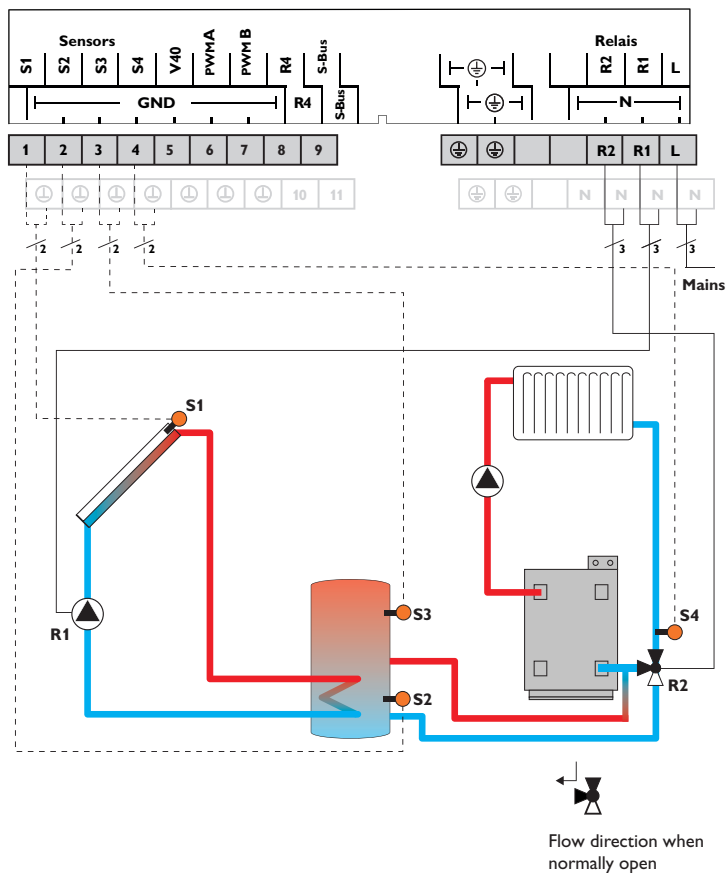 Sensors
Relais
S1 S2 S3 S4 V40 PWMA PWM B R4 S-Bus
R2 R1 L
GND R4 S-Bus
N
1 2 3 4 5 6 7 8 9
R2 R1 L
10 11
N N N N
2 2 2 2
3 3 3
Mains
S1
S3
S4
R1
S2
R2
Flow direction when
normally open